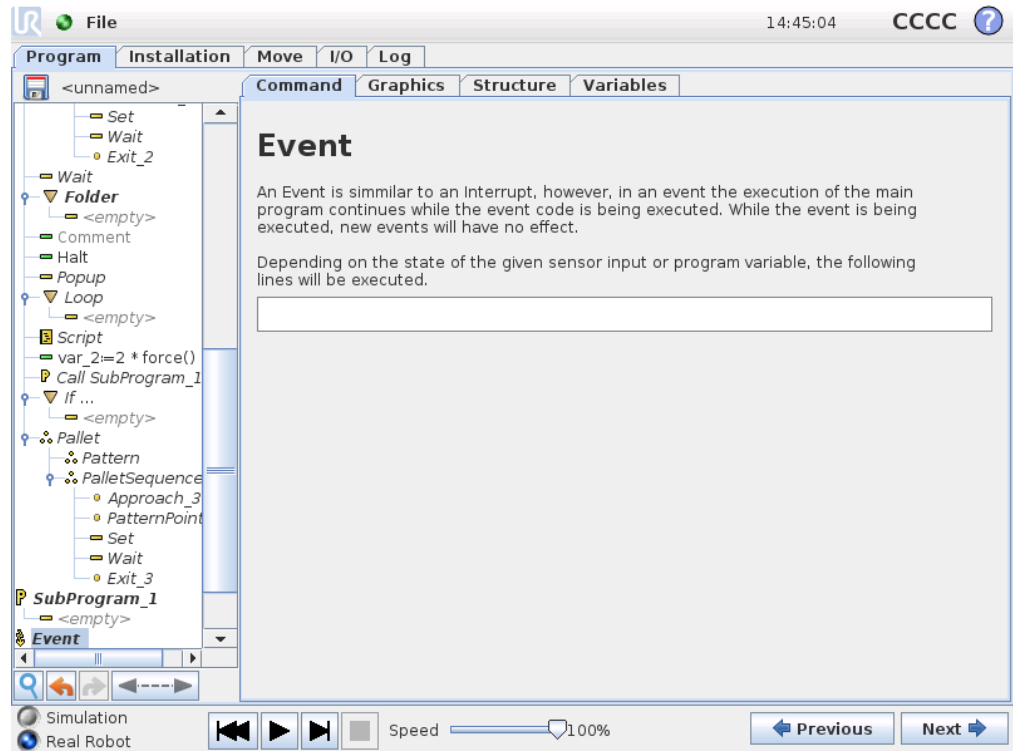 UR File 14:45:04 CCCC ?
Program Installation Move I/O Log
<unnamed>
Command Graphics Structure Variables
Set
Wait
Exit_2
Wait
Folder
<empty>
Comment
Halt
Popup
Loop
<empty>
Script
var_2:=2 * force()
P Call SubProgram_1
If ...
<empty>
Pallet
Pattern
PalletSequence
Approach_3
PatternPoint
Set
Wait
Exit_3
P SubProgram_1
<empty>
Event
Event
An Event is simmilar to an Interrupt, however, in an event the execution of the main
program continues while the event code is being executed. While the event is being
executed, new events will have no effect.
Depending on the state of the given sensor input or program variable, the following
lines will be executed.
Simulation
Real Robot
Speed 100%
Previous Next